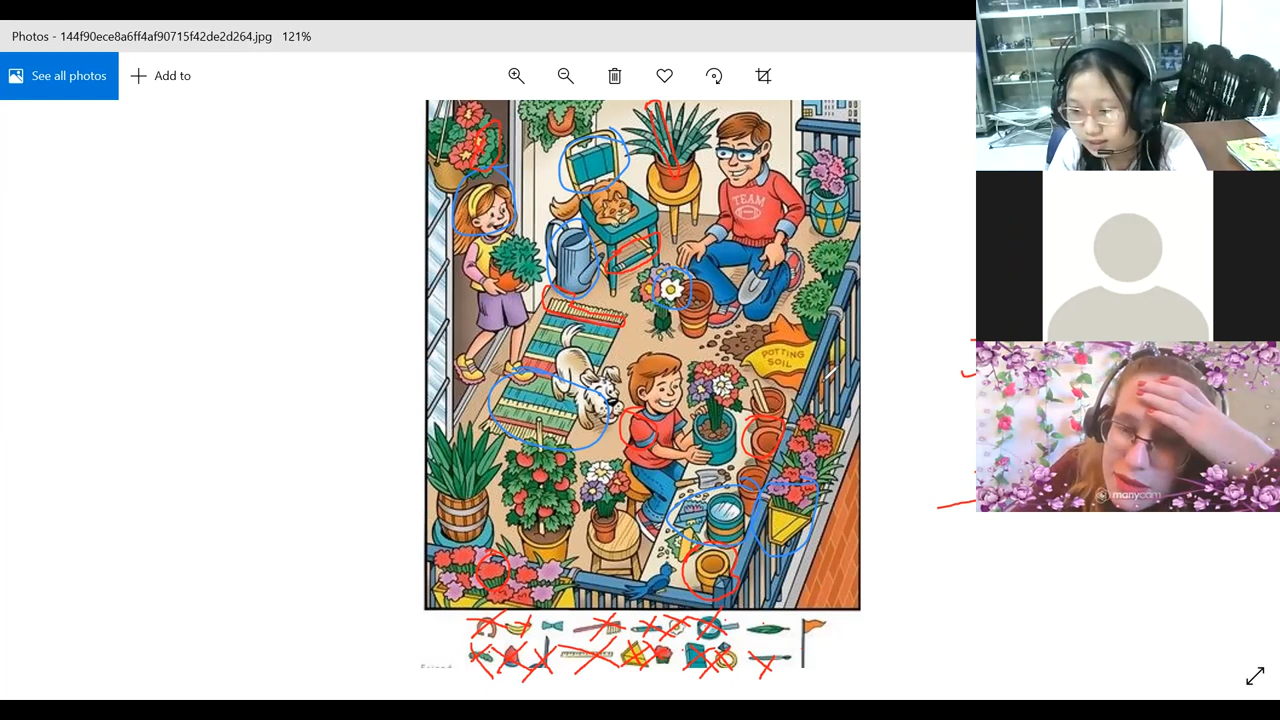 Photos - 144f90ece8a6ff4af90715f42de2d264.jpg 121%
See all photos
Add to
TEAM
POTTING
SOIL
manycam